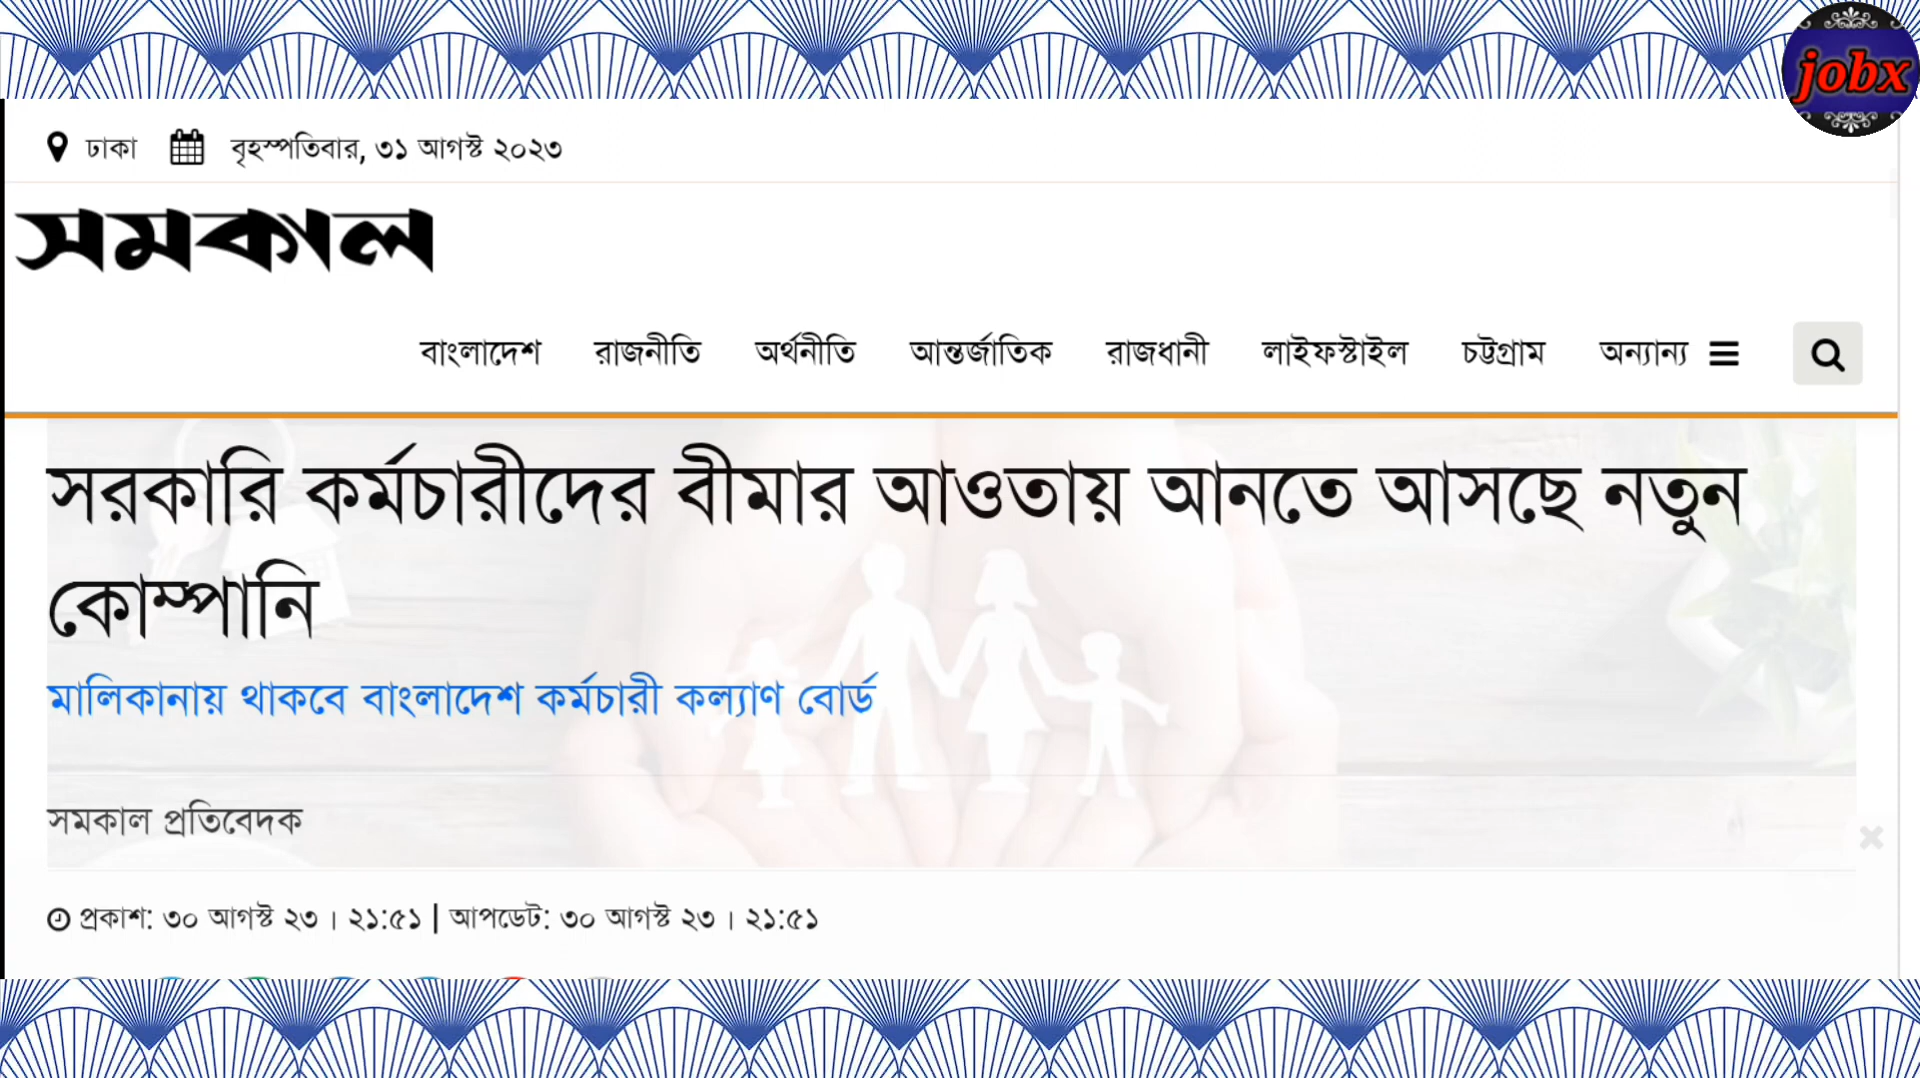 jobx
ঢাকা বৃহস্পতিবার, ৩১ আগস্ট ২০২৩
সমকাল
বাংলাদেশ রাজনীতি অর্থনীতি আন্তর্জাতিক রাজধানী লাইফস্টাইল চট্টগ্রাম অন্যান্য
সরকারি কর্মচারীদের বীমার আওতায় আনতে আসছে নতুন
কোম্পানি
মালিকানায় থাকবে বাংলাদেশ কর্মচারী কল্যাণ বোর্ড
সমকাল প্রতিবেদক
প্রকাশ: ৩০ আগস্ট ২৩ । ২১:৫১ | আপডেট: ৩০ আগস্ট ২৩ । ২১:৫১